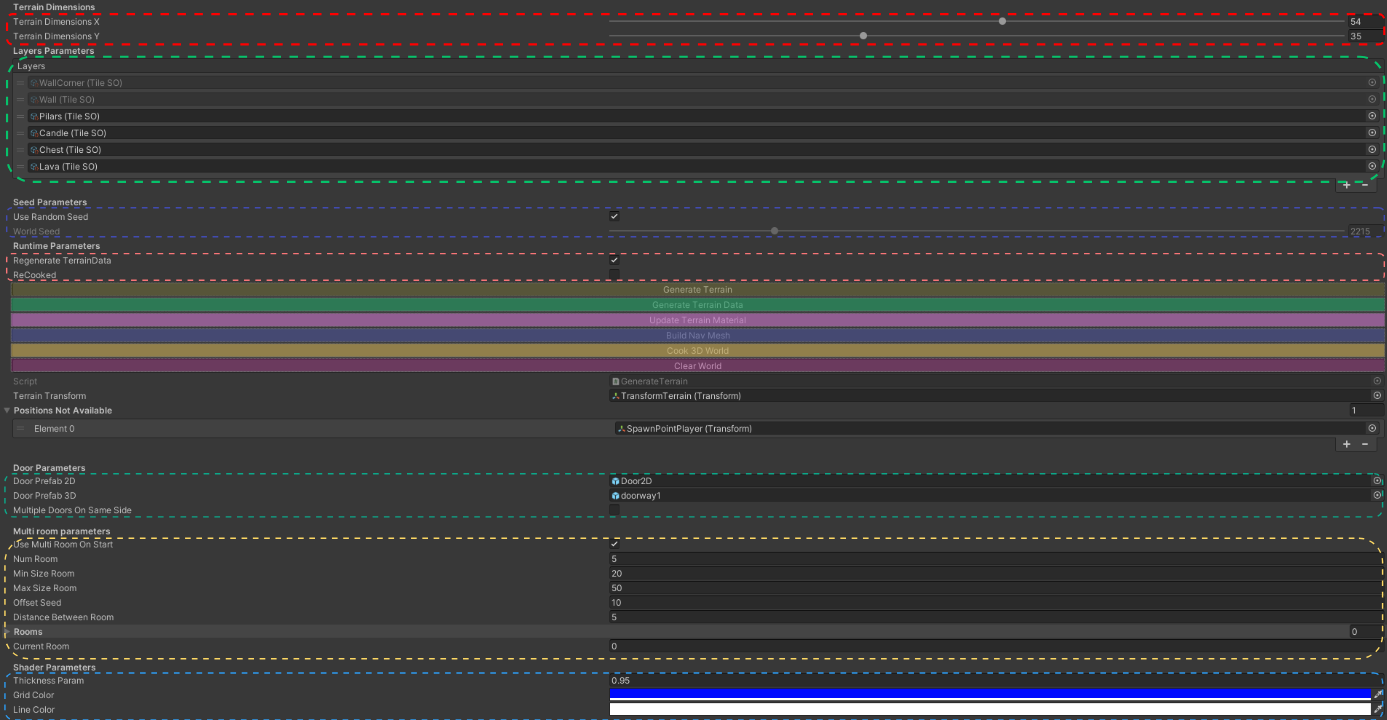 Terrain Dimensions
Terrain Dimensions X 54
Terrain Dimensions Y 35
Layers Parameters
Layers
WallCorner (Tile SO)
Wall (Tile SO)
Pilars (Tile SO)
Candle (Tile SO)
Chest (Tile SO)
Lava (Tile SO)
+ −
Seed Parameters
Use Random Seed
World Seed 2215
Runtime Parameters
Regenerate TerrainData
ReCooked
Generate Terrain
Generate Terrain Data
Update Terrain Material
Build Nav Mesh
Cook 3D World
Clear World
Script GenerateTerrain
Terrain Transform TransformTerrain (Transform)
Positions Not Available 1
Element 0 SpawnPointPlayer (Transform)
+ −
Door Parameters
Door Prefab 2D Door2D
Door Prefab 3D doorway1
Multiple Doors On Same Side
Multi room parameters
Use Multi Room On Start
Num Room 5
Min Size Room 20
Max Size Room 50
Offset Seed 10
Distance Between Room 5
Rooms 0
Current Room 0
Shader Parameters
Thickness Param 0.95
Grid Color
Line Color